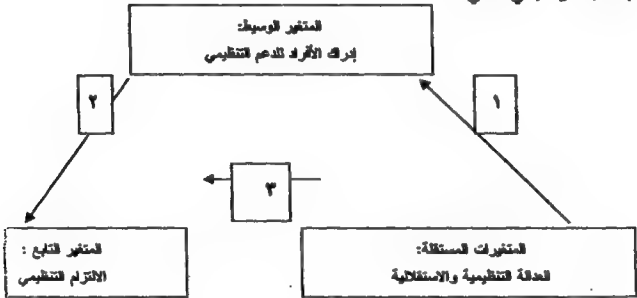 المتغير الوسيط:
إدراك الأفراد للدعم التنظيمي
٢
١
٣
المتغيرات المستقلة:
العدالة التنظيمية والاستقلالية
المتغير التابع :
الالتزام التنظيمي